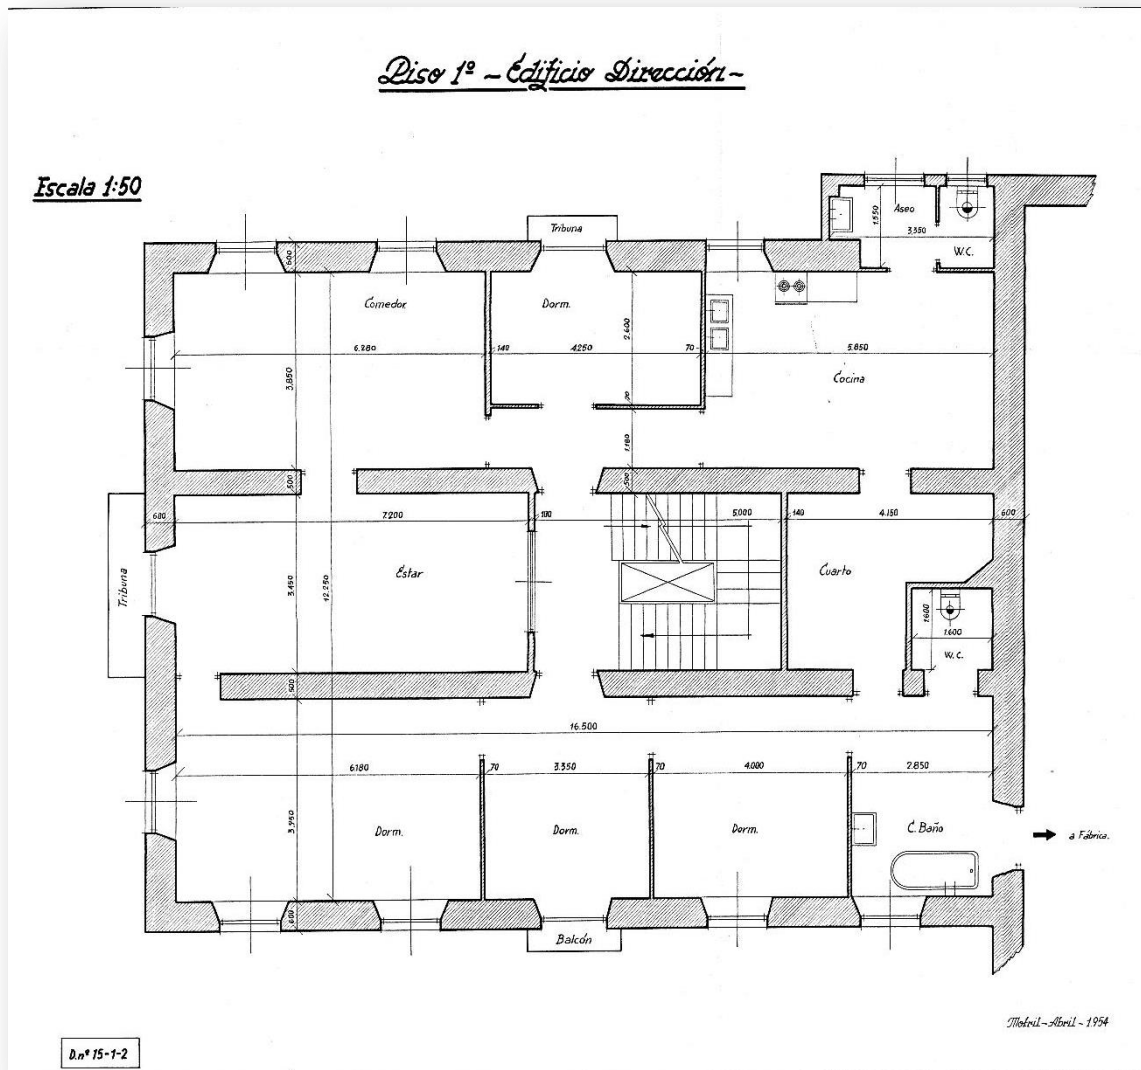 Piso 1º - Edificio Dirección -
Escala 1:50
Aseo
1.550
3.350
W.C.
Tribuna
600
Comedor
Dorm.
2.600
6.280
140
4.250
70
5.850
3.850
Cocina
70
1.180
500
500
600
7.200
100
5.000
140
4.150
600
Tribuna
3.450
12.250
Estar
Cuarto
1.600
1.600
W.C.
500
16.500
6.180
70
3.350
70
4.000
70
2.850
3.950
Dorm.
Dorm.
Dorm.
C. Baño
a Fábrica.
600
Balcón
Motril - Abril - 1.954
D.nº 15-1-2